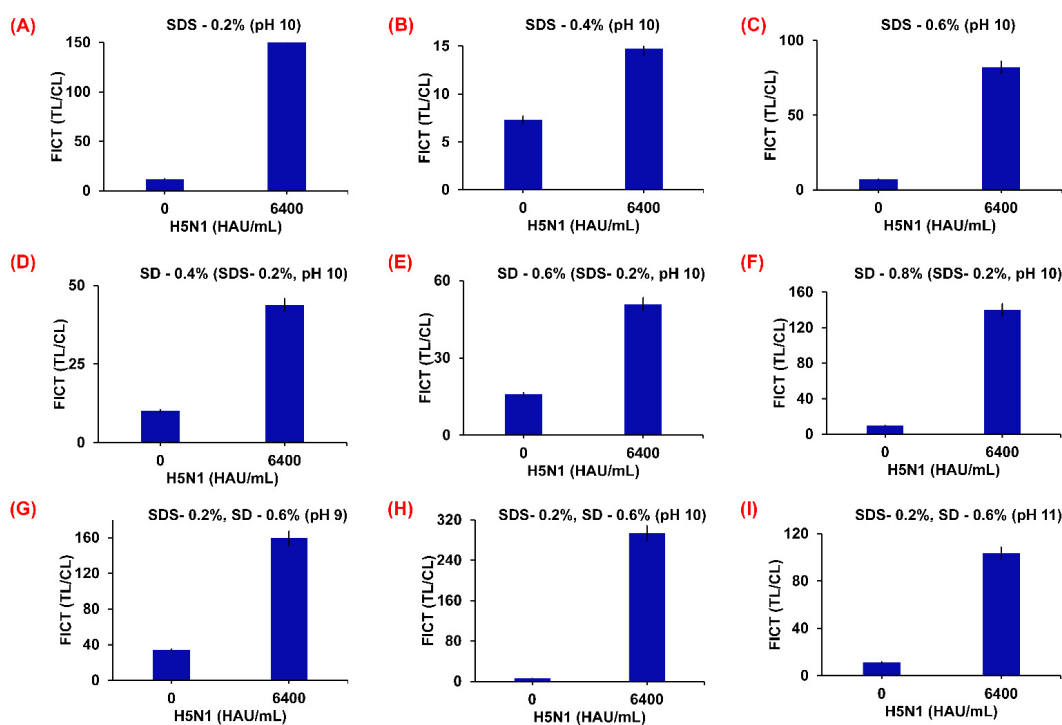 (A)
SDS - 0.2% (pH 10)
FICT (TL/CL)
150
100
50
0
0
6400
H5N1 (HAU/mL)
(B)
SDS - 0.4% (pH 10)
FICT (TL/CL)
15
10
5
0
0
6400
H5N1 (HAU/mL)
(C)
SDS - 0.6% (pH 10)
FICT (TL/CL)
100
50
0
0
6400
H5N1 (HAU/mL)
(D)
SD - 0.4% (SDS- 0.2%, pH 10)
FICT (TL/CL)
50
25
0
0
6400
H5N1 (HAU/mL)
(E)
SD - 0.6% (SDS- 0.2%, pH 10)
FICT (TL/CL)
60
30
0
0
6400
H5N1 (HAU/mL)
(F)
SD - 0.8% (SDS- 0.2%, pH 10)
FICT (TL/CL)
160
120
80
40
0
0
6400
H5N1 (HAU/mL)
(G)
SDS- 0.2%, SD - 0.6% (pH 9)
FICT (TL/CL)
160
120
80
40
0
0
6400
H5N1 (HAU/mL)
(H)
SDS- 0.2%, SD - 0.6% (pH 10)
FICT (TL/CL)
320
240
160
80
0
0
6400
H5N1 (HAU/mL)
(I)
SDS- 0.2%, SD - 0.6% (pH 11)
FICT (TL/CL)
120
80
40
0
0
6400
H5N1 (HAU/mL)